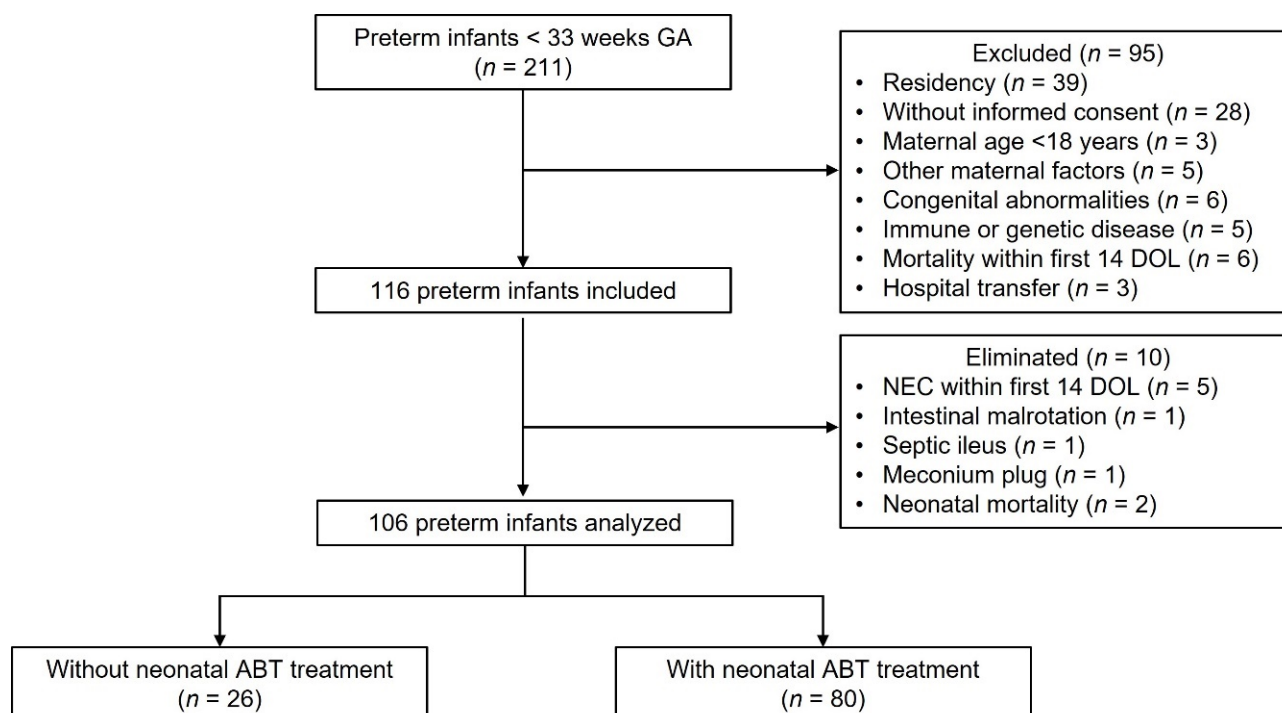 Preterm infants < 33 weeks GA
(n = 211)
Excluded (n = 95)
• Residency (n = 39)
• Without informed consent (n = 28)
• Maternal age <18 years (n = 3)
• Other maternal factors (n = 5)
• Congenital abnormalities (n = 6)
• Immune or genetic disease (n = 5)
• Mortality within first 14 DOL (n = 6)
• Hospital transfer (n = 3)
116 preterm infants included
Eliminated (n = 10)
• NEC within first 14 DOL (n = 5)
• Intestinal malrotation (n = 1)
• Septic ileus (n = 1)
• Meconium plug (n = 1)
• Neonatal mortality (n = 2)
106 preterm infants analyzed
Without neonatal ABT treatment
(n = 26)
With neonatal ABT treatment
(n = 80)